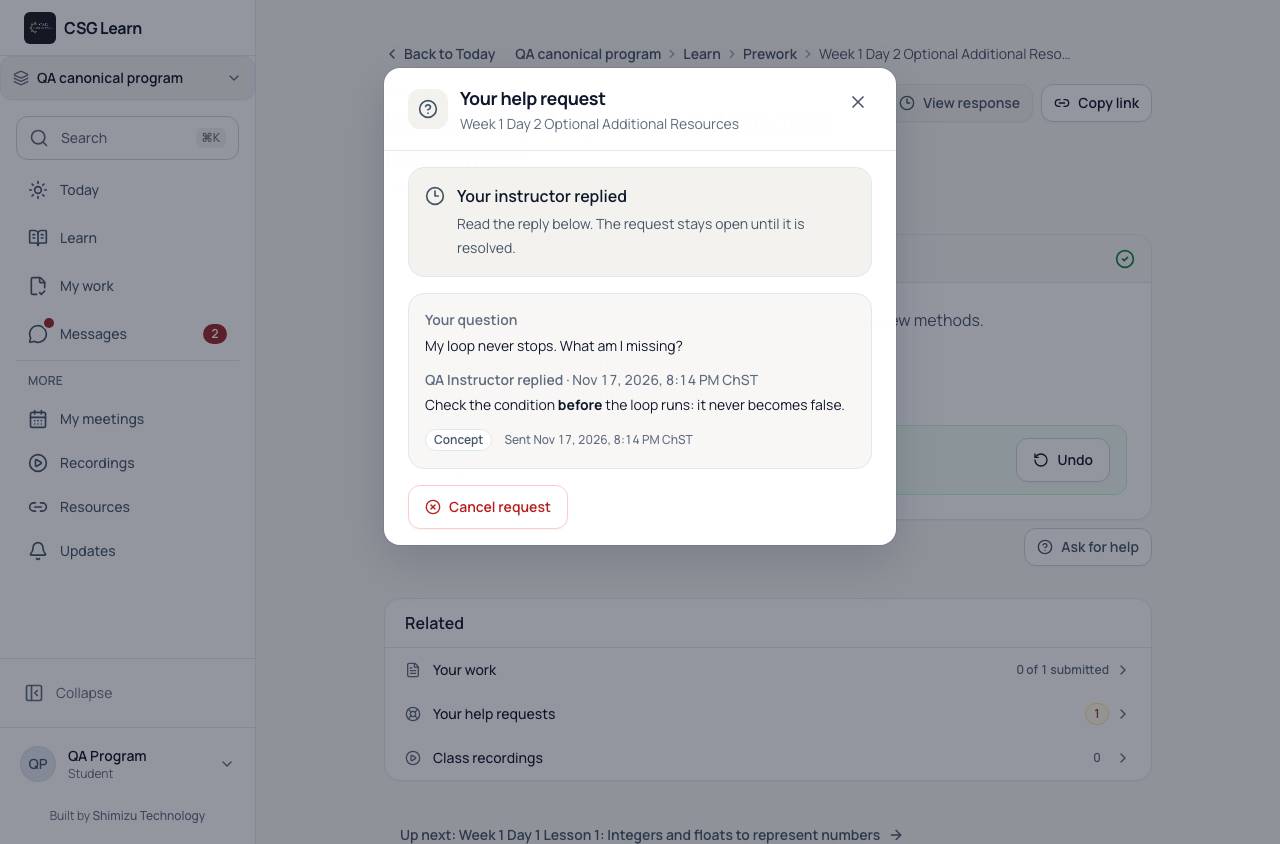 CSG Learn
QA canonical program
Search
⌘K
Today
Learn
My work
Messages
2
MORE
My meetings
Recordings
Resources
Updates
Collapse
QP
QA Program
Student
Built by Shimizu Technology
Back to Today
QA canonical program > Learn > Prework > Week 1 Day 2 Optional Additional Reso...
View response
Copy link
Your help request
Week 1 Day 2 Optional Additional Resources
Your instructor replied
Read the reply below. The request stays open until it is
resolved.
Your question
My loop never stops. What am I missing?
QA Instructor replied · Nov 17, 2026, 8:14 PM ChST
Check the condition before the loop runs: it never becomes false.
Concept
Sent Nov 17, 2026, 8:14 PM ChST
Cancel request
methods.
Undo
Ask for help
Related
Your work
0 of 1 submitted
Your help requests
1
Class recordings
0
Up next: Week 1 Day 1 Lesson 1: Integers and floats to represent numbers